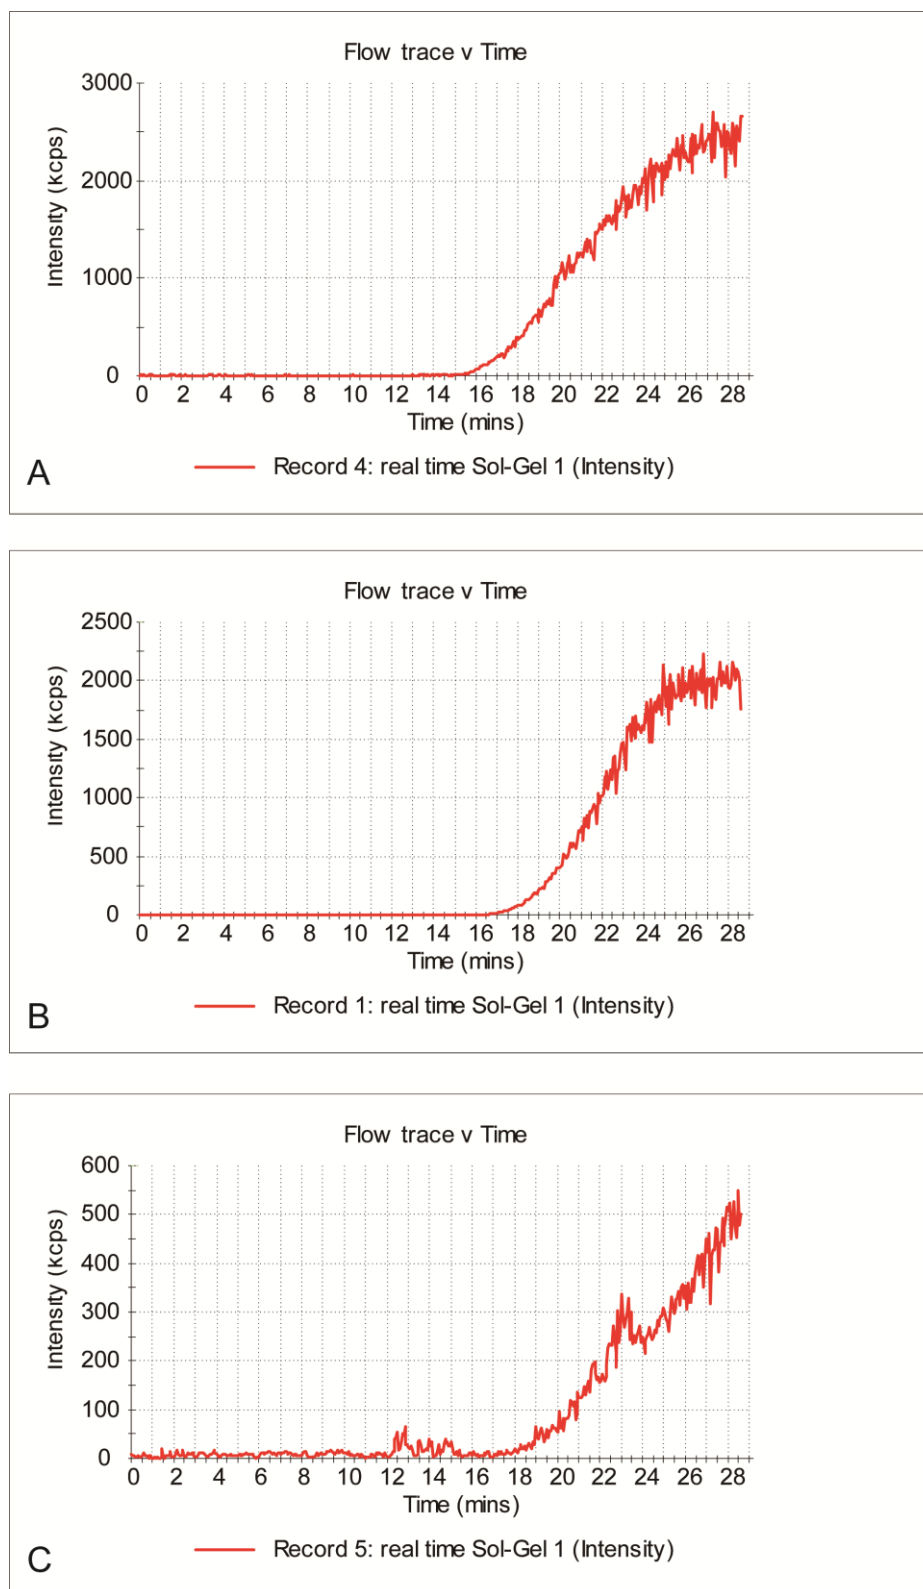 Flow trace v Time
3000
2000
1000
0
Intensity (kcps)
0 2 4 6 8 10 12 14 16 18 20 22 24 26 28
Time (mins)
A
Record 4: real time Sol-Gel 1 (Intensity)
Flow trace v Time
2500
2000
1500
1000
500
0
Intensity (kcps)
0 2 4 6 8 10 12 14 16 18 20 22 24 26 28
Time (mins)
Record 1: real time Sol-Gel 1 (Intensity)
B
Flow trace v Time
600
500
400
300
200
100
0
Intensity (kcps)
0 2 4 6 8 10 12 14 16 18 20 22 24 26 28
Time (mins)
Record 5: real time Sol-Gel 1 (Intensity)
C